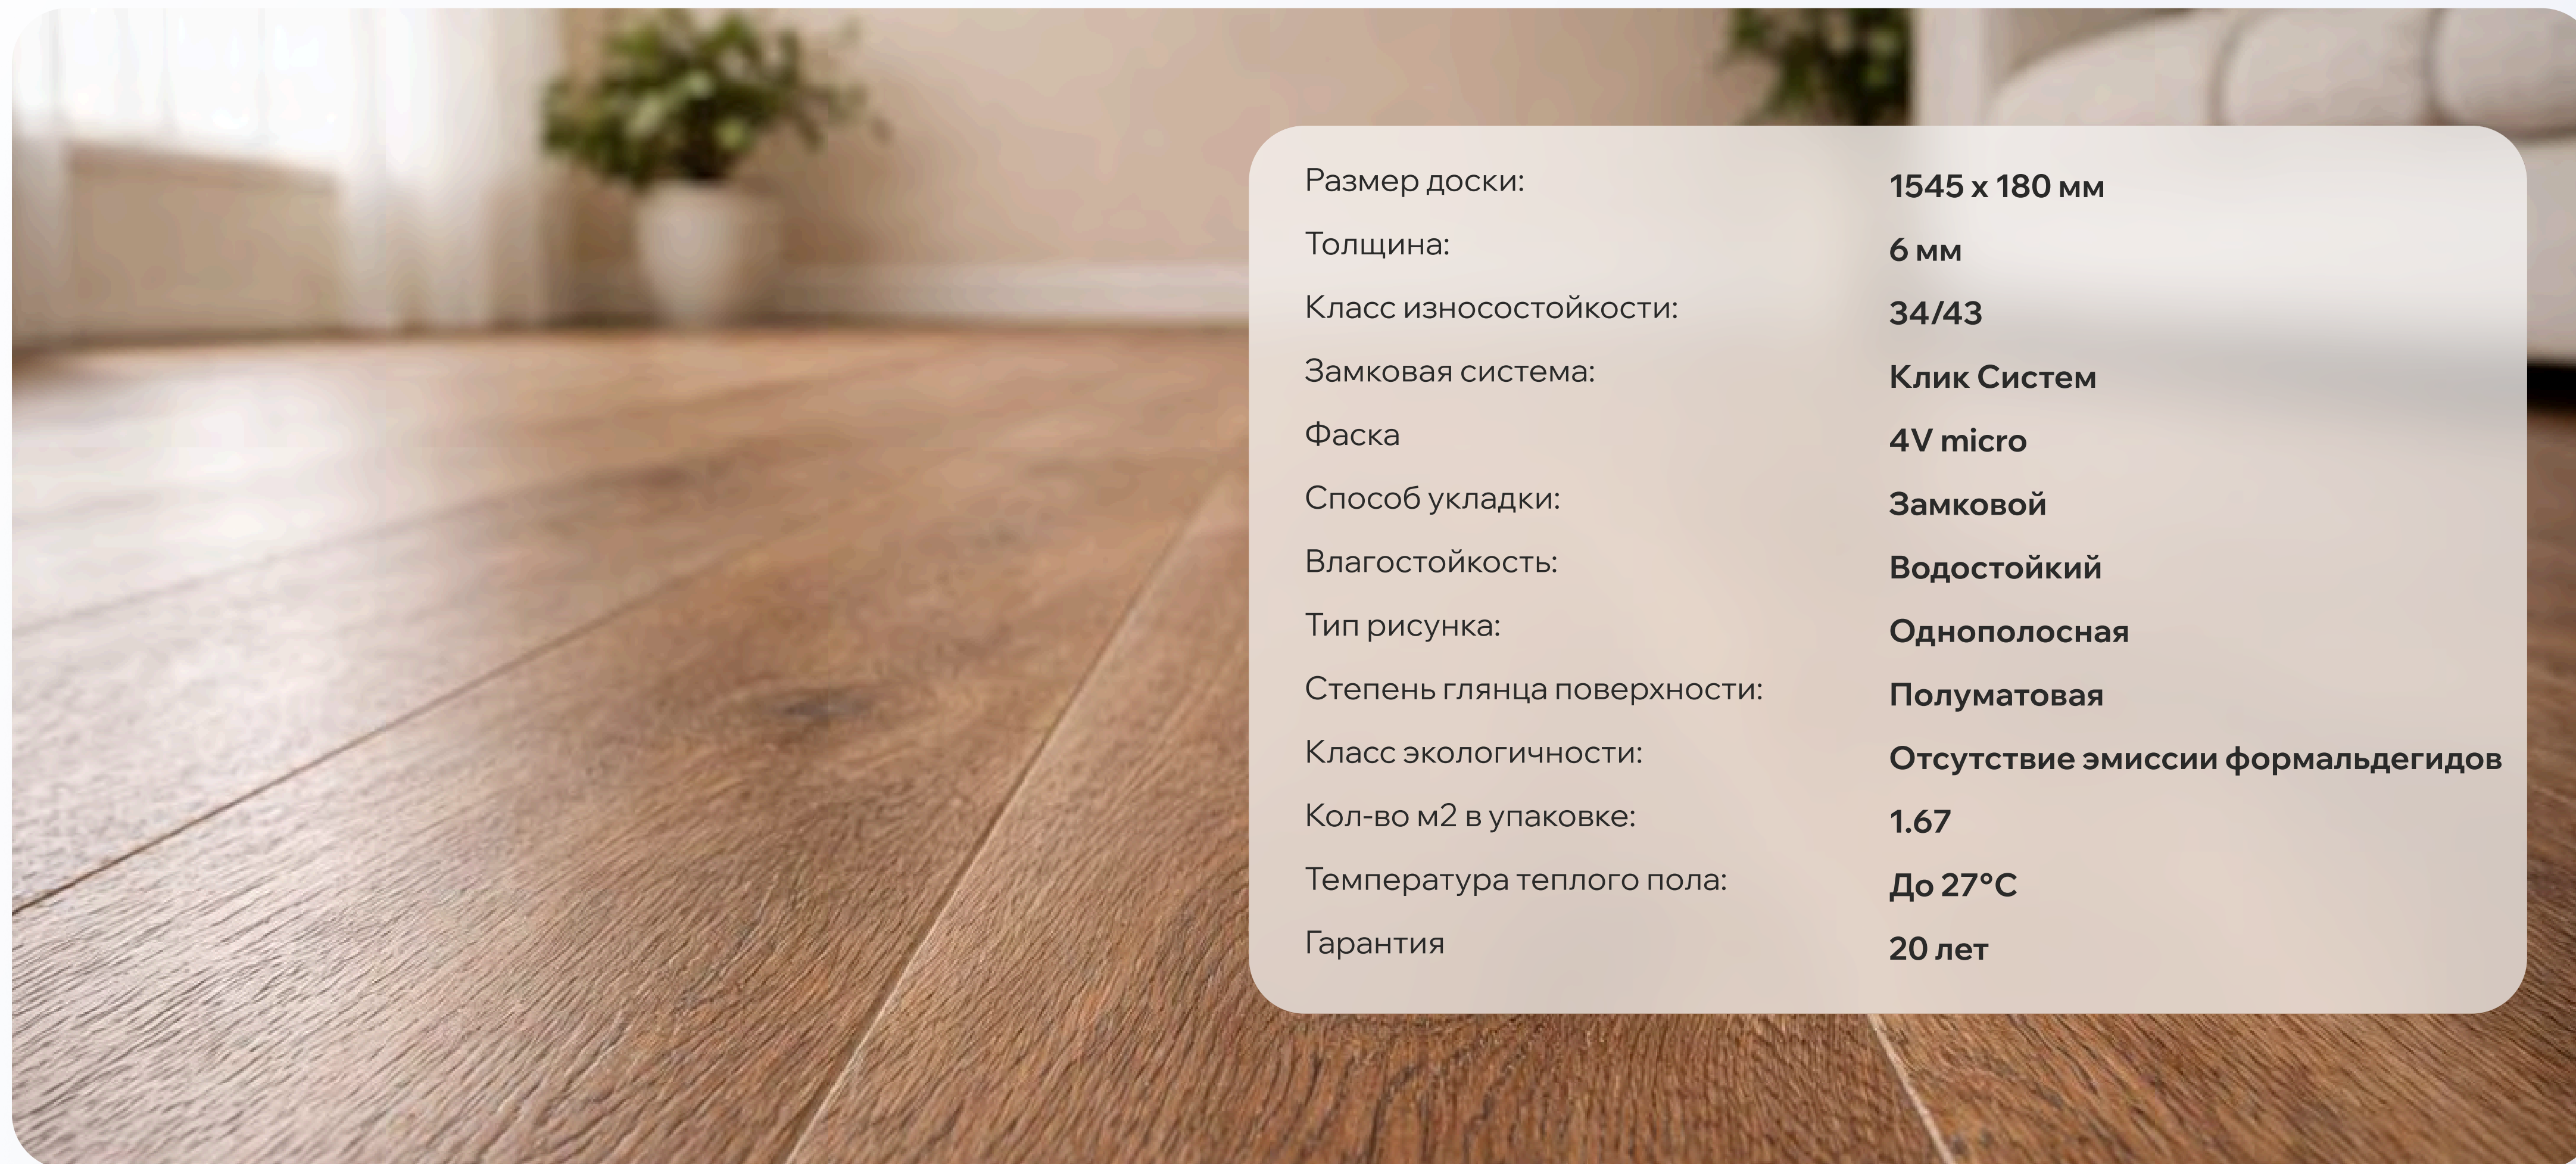 Размер доски: 1545 x 180 мм
Толщина: 6 мм
Класс износостойкости: 34/43
Замковая система: Клик Систем
Фаска 4V micro
Способ укладки: Замковой
Влагостойкость: Водостойкий
Тип рисунка: Однополосная
Степень глянца поверхности: Полуматовая
Класс экологичности: Отсутствие эмиссии формальдегидов
Кол-во м2 в упаковке: 1.67
Температура теплого пола: До 27°C
Гарантия 20 лет